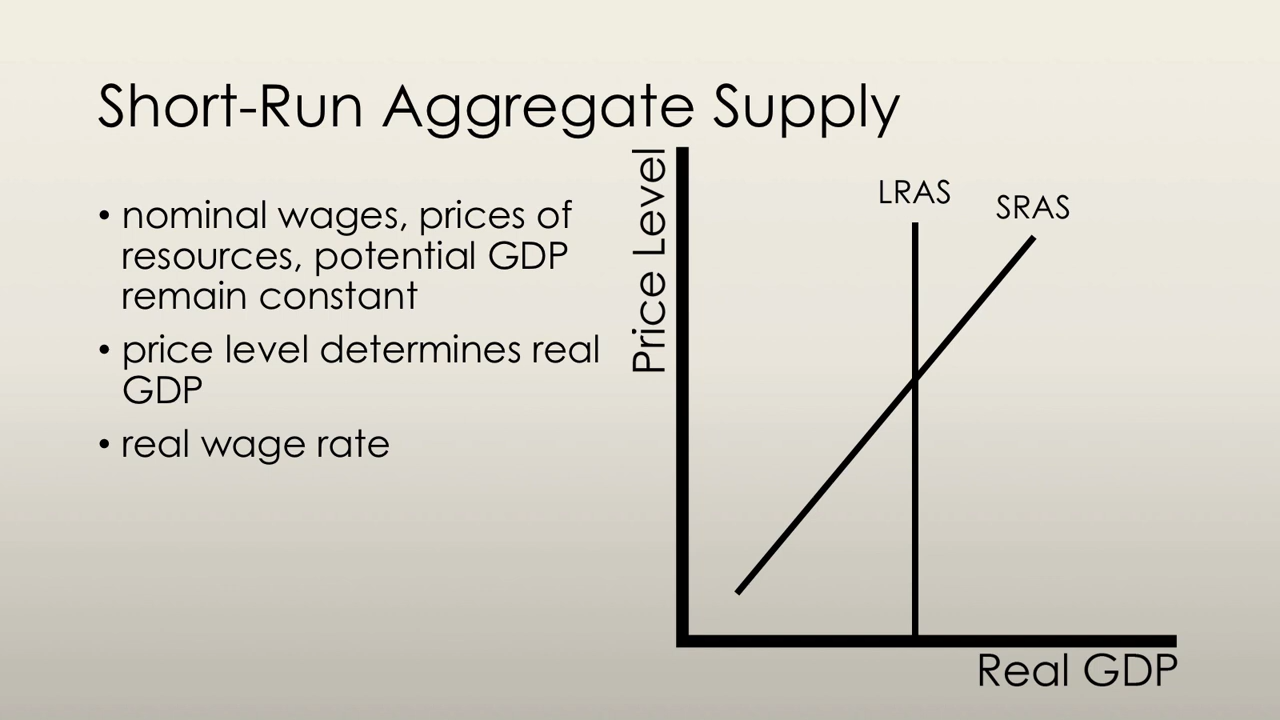 Short-Run Aggregate Supply
• nominal wages, prices of
resources, potential GDP
remain constant
• price level determines real
GDP
• real wage rate
Price Level
LRAS
SRAS
Real GDP